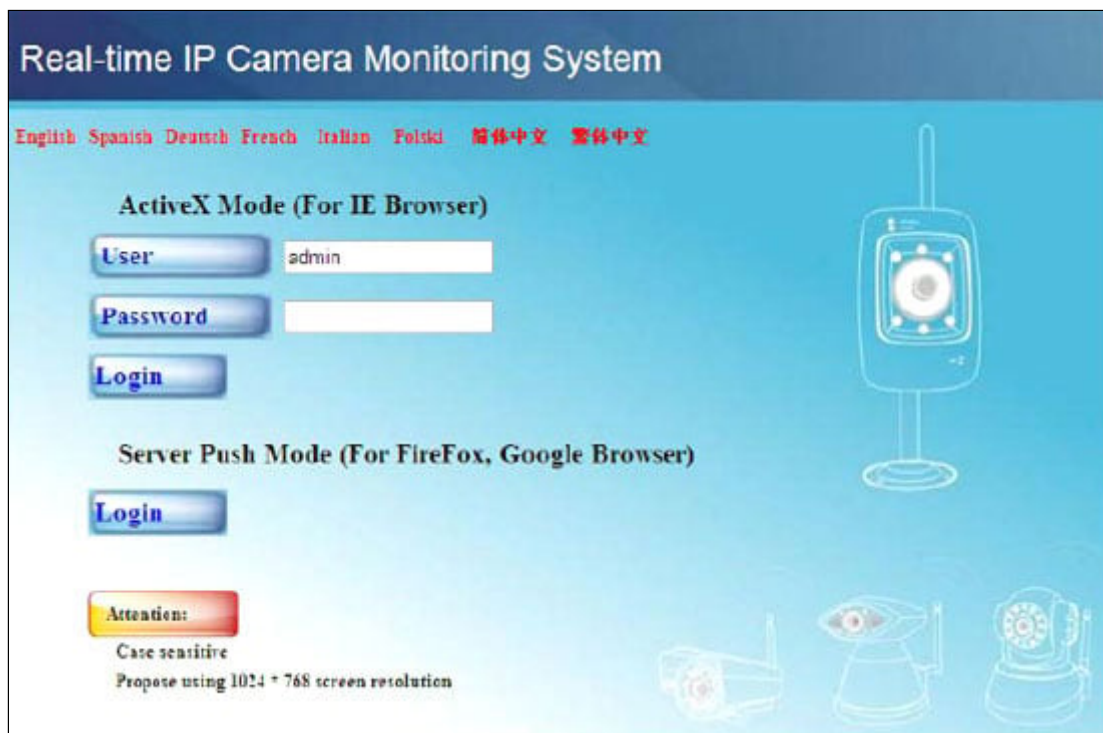 Real-time IP Camera Monitoring System
English Spanish Deutsch French Italian Polski 简体中文 繁体中文
ActiveX Mode (For IE Browser)
User admin
Password
Login
Server Push Mode (For FireFox, Google Browser)
Login
Attention:
Case sensitive
Propose using 1024 * 768 screen resolution